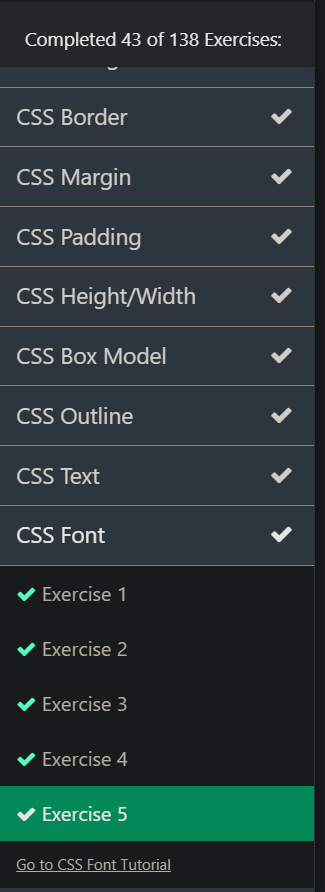 Completed 43 of 138 Exercises:
CSS Border
CSS Margin
CSS Padding
CSS Height/Width
CSS Box Model
CSS Outline
CSS Text
CSS Font
Exercise 1
Exercise 2
Exercise 3
Exercise 4
Exercise 5
Go to CSS Font Tutorial